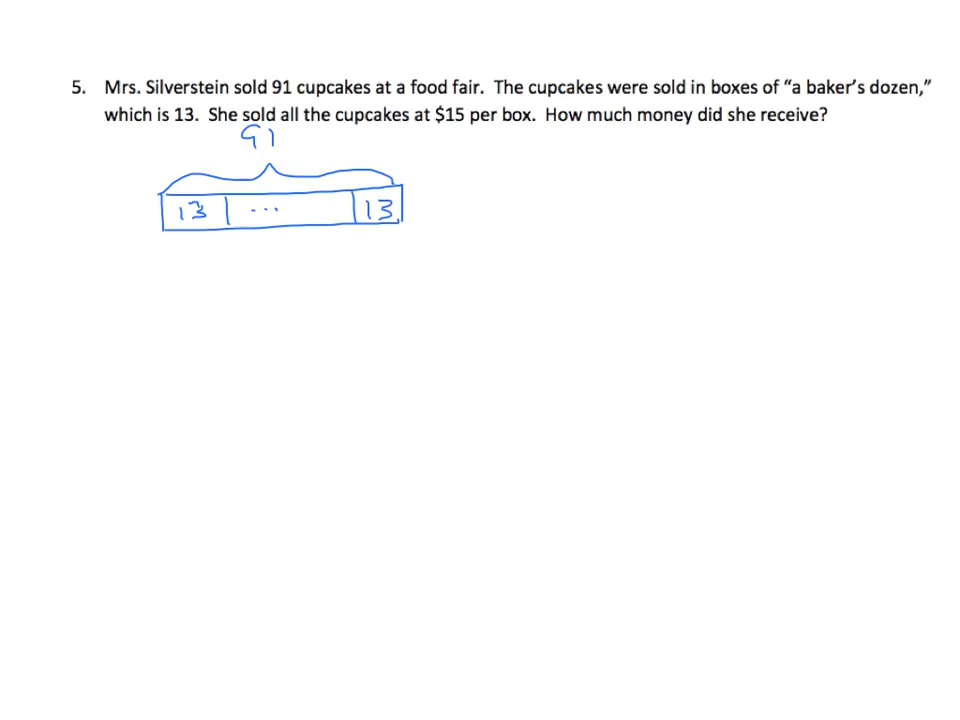 5. Mrs. Silverstein sold 91 cupcakes at a food fair. The cupcakes were sold in boxes of “a baker’s dozen,”
which is 13. She sold all the cupcakes at $15 per box. How much money did she receive?
91
13 ... 13